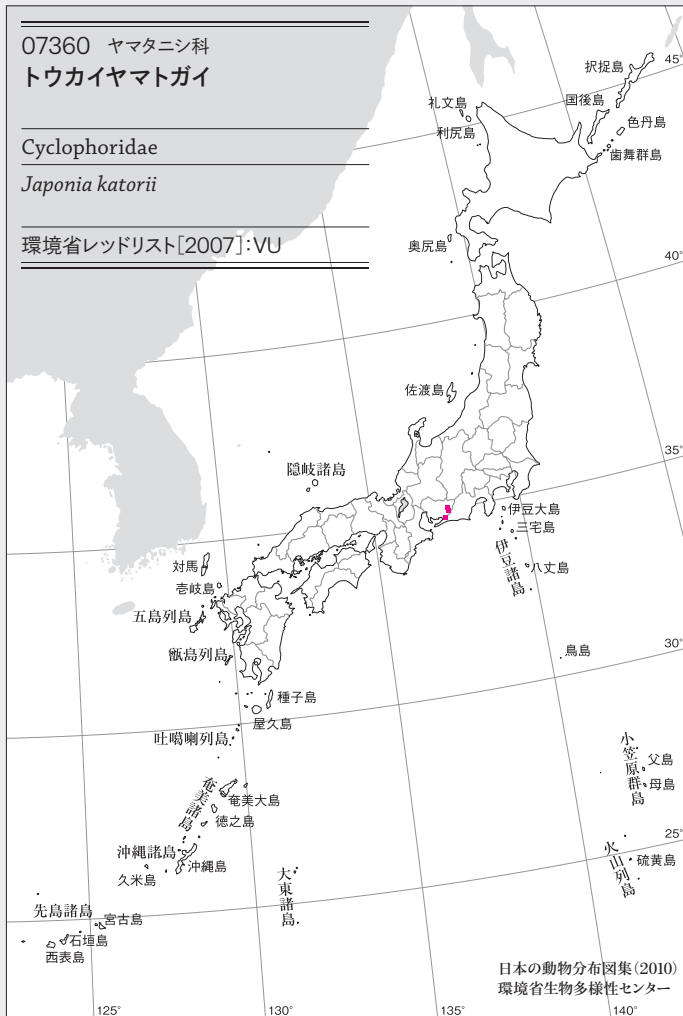 07360 ヤマタニシ科
トウカイヤマトガイ
Cyclophoridae
Japonia katorii
環境省レッドリスト[2007]:VU
択捉島
45°
礼文島
国後島
色丹島
利尻島
歯舞群島
奥尻島
40°
佐渡島
35°
隠岐諸島
伊豆大島
三宅島
伊豆諸島
八丈島
対馬
壱岐島
五島列島
甑島列島
鳥島
30°
種子島
屋久島
吐噶喇列島
小笠原群島
父島
母島
奄美諸島
奄美大島
徳之島
25°
沖縄諸島
沖縄島
久米島
火山列島
硫黄島
大東諸島
先島諸島
宮古島
石垣島
西表島
日本の動物分布図集(2010)
環境省生物多様性センター
125°
130°
135°
140°